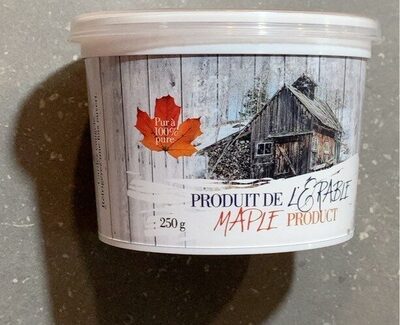 Pur à
100%
pure
PRODUIT DE L'ÉRABLE
MAPLE PRODUCT
250 g